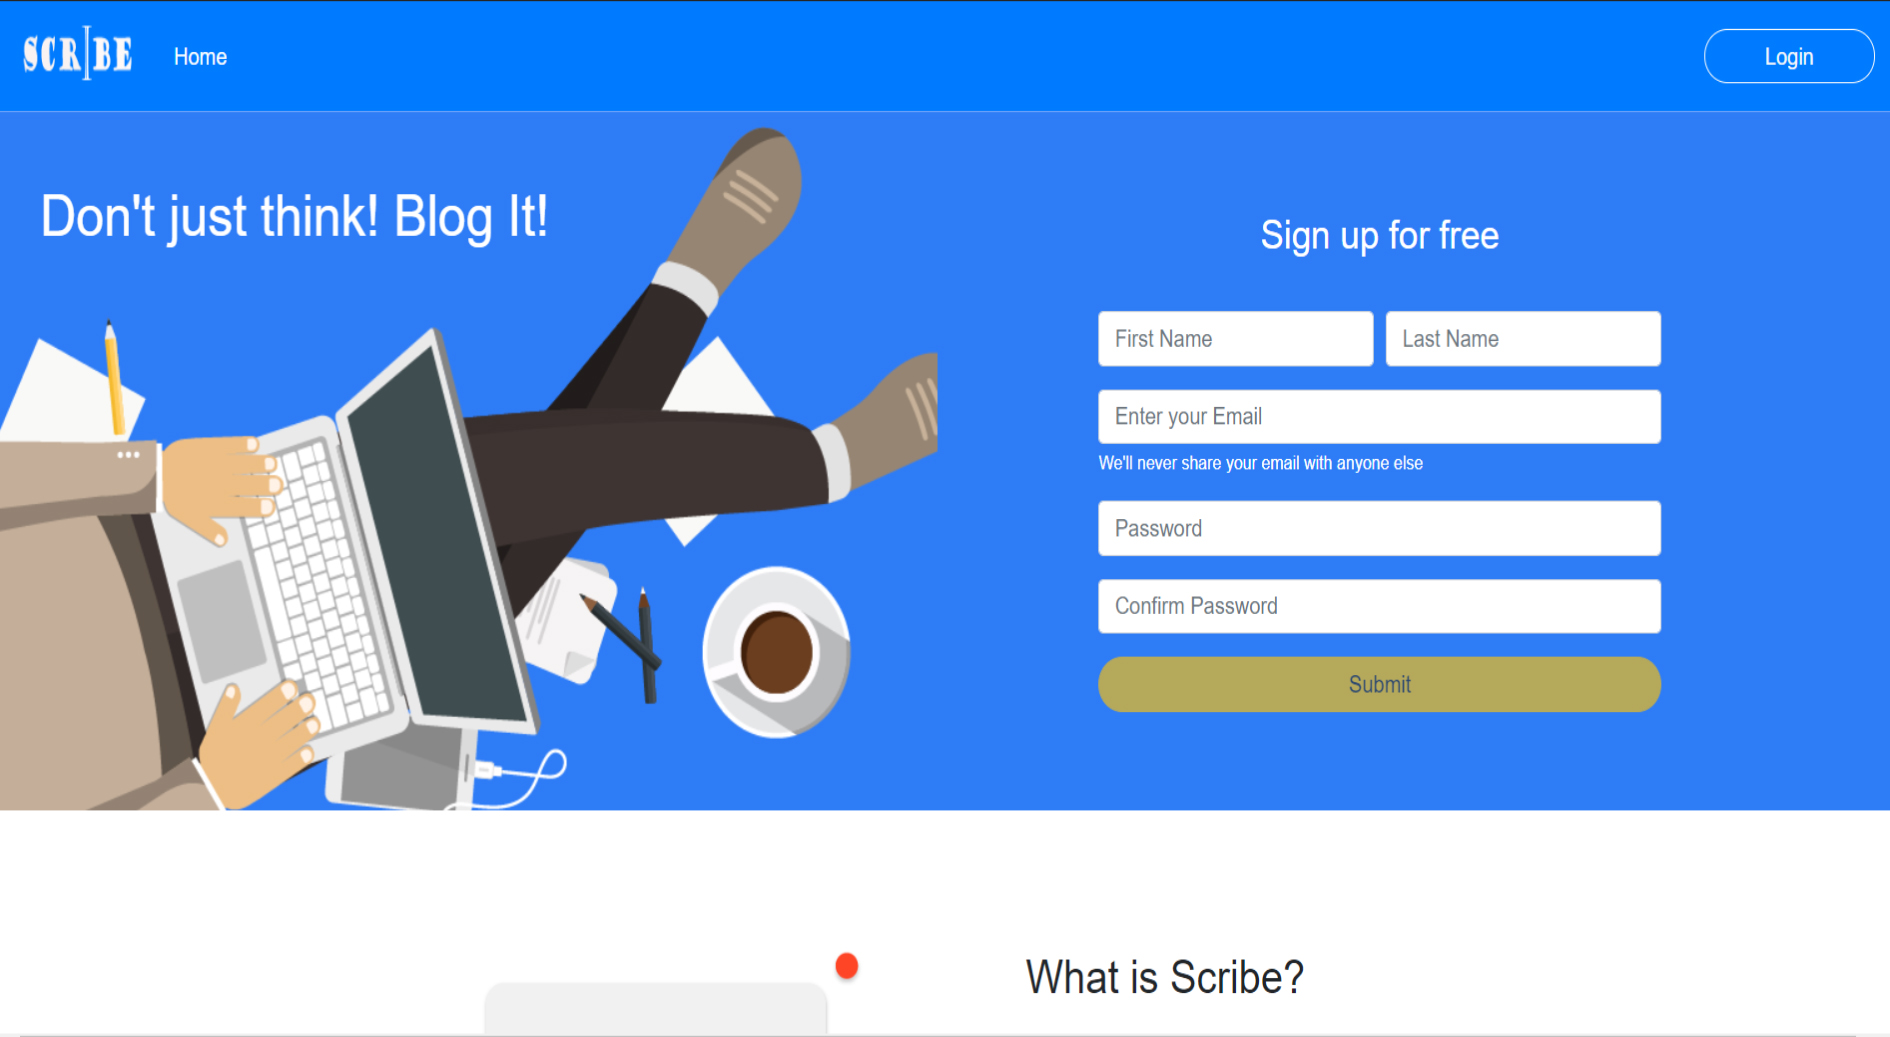 SCRIBE
Home
Login
Don't just think! Blog It!
Sign up for free
First Name
Last Name
Enter your Email
We'll never share your email with anyone else
Password
Confirm Password
Submit
What is Scribe?